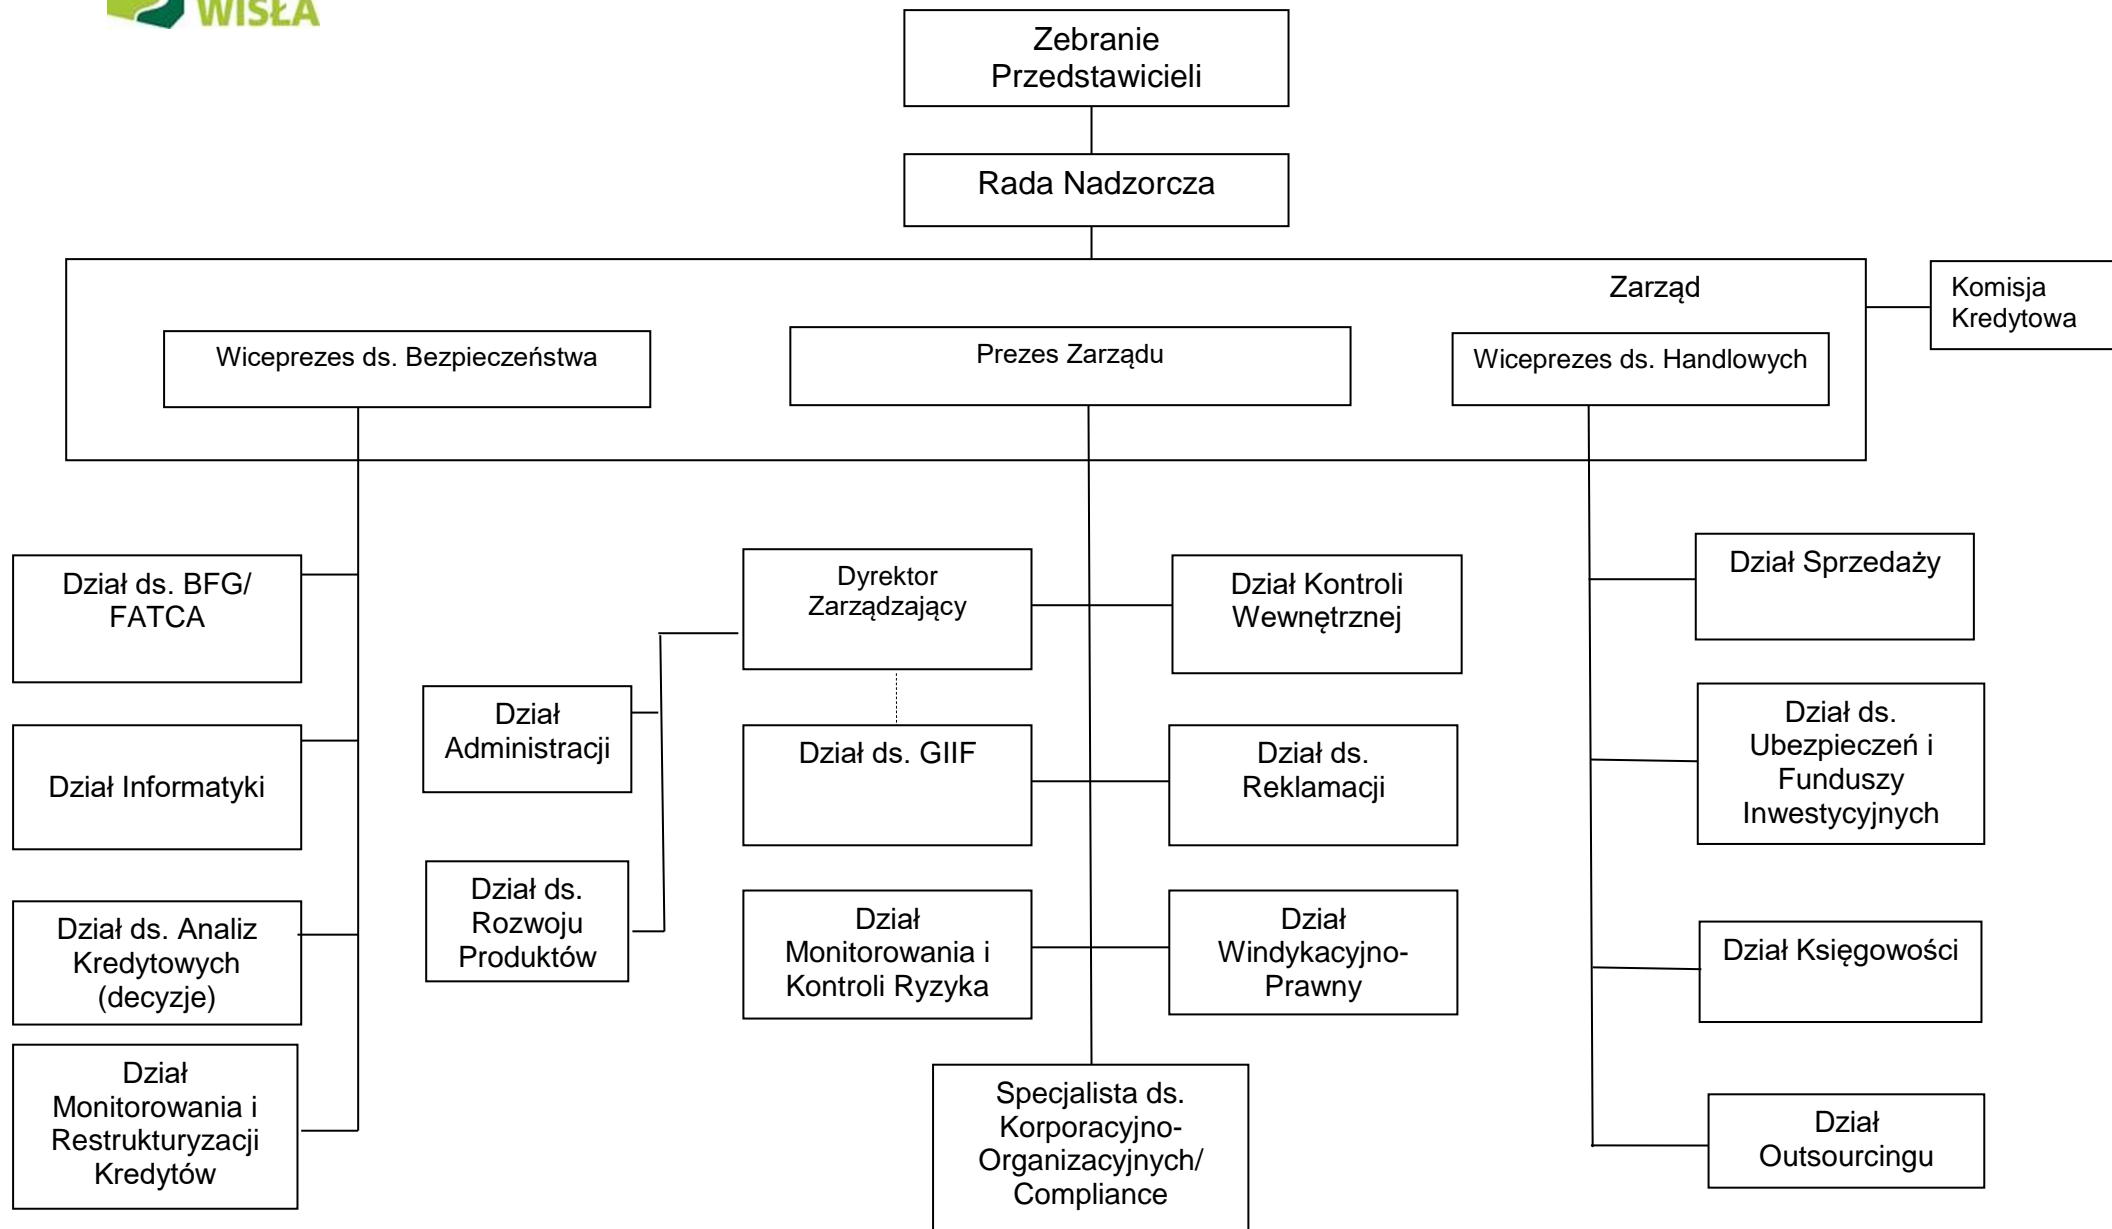 WISŁA
Zebranie
Przedstawicieli
Rada Nadzorcza
Zarząd
Komisja
Kredytowa
Wiceprezes ds. Bezpieczeństwa
Prezes Zarządu
Wiceprezes ds. Handlowych
Dział ds. BFG/
FATCA
Dział Informatyki
Dział ds. Analiz
Kredytowych
(decyzje)
Dział
Monitorowania i
Restrukturyzacji
Kredytów
Dział
Administracji
Dział ds.
Rozwoju
Produktów
Dyrektor
Zarządzający
Dział Kontroli
Wewnętrznej
Dział ds. GIIF
Dział ds.
Reklamacji
Dział
Monitorowania i
Kontroli Ryzyka
Dział
Windykacyjno-
Prawny
Specjalista ds.
Korporacyjno-
Organizacyjnych/
Compliance
Dział Sprzedaży
Dział ds.
Ubezpieczeń i
Funduszy
Inwestycyjnych
Dział Księgowości
Dział
Outsourcingu